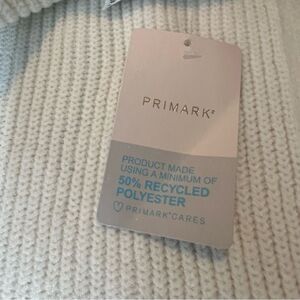 PRIMARK®
PRODUCT MADE
USING A MINIMUM OF
50% RECYCLED
POLYESTER
PRIMARK®CARES